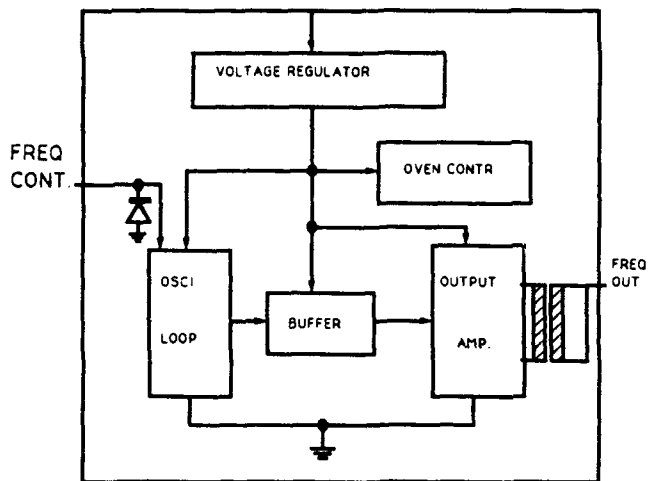 VOLTAGE REGULATOR
FREQ
CONT.
OVEN CONTR
OSCI
LOOP
BUFFER
OUTPUT
AMP.
FREQ
OUT